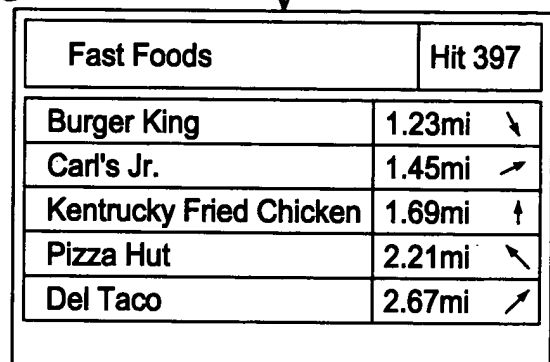 Fast Foods Hit 397
Burger King 1.23mi
Carl's Jr. 1.45mi
Kentrucky Fried Chicken 1.69mi
Pizza Hut 2.21mi
Del Taco 2.67mi